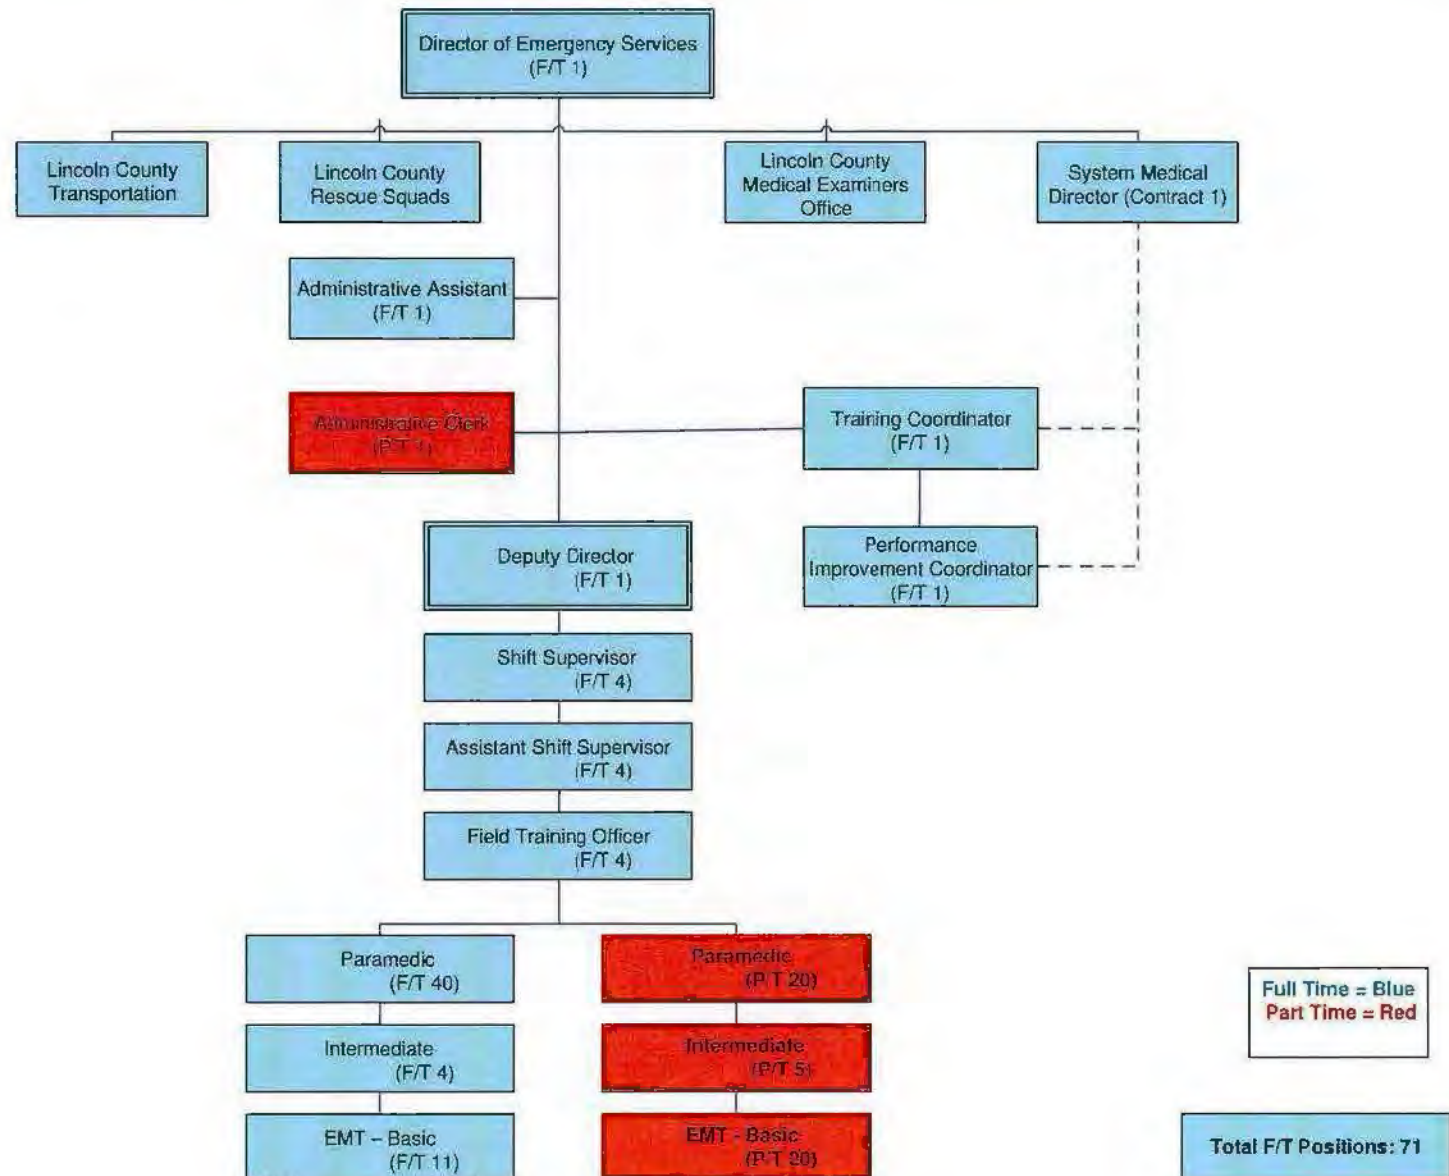 Director of Emergency Services
(F/T 1)
Lincoln County
Transportation
Lincoln County
Rescue Squads
Lincoln County
Medical Examiners
Office
System Medical
Director (Contract 1)
Administrative Assistant
(F/T 1)
Administrative Clerk
(P/T 1)
Training Coordinator
(F/T 1)
Deputy Director
(F/T 1)
Performance
Improvement Coordinator
(F/T 1)
Shift Supervisor
(F/T 4)
Assistant Shift Supervisor
(F/T 4)
Field Training Officer
(F/T 4)
Paramedic
(F/T 40)
Paramedic
(P/T 20)
Intermediate
(F/T 4)
Intermediate
(P/T 5)
EMT – Basic
(F/T 11)
EMT - Basic
(P/T 20)
Full Time = Blue
Part Time = Red
Total F/T Positions: 71